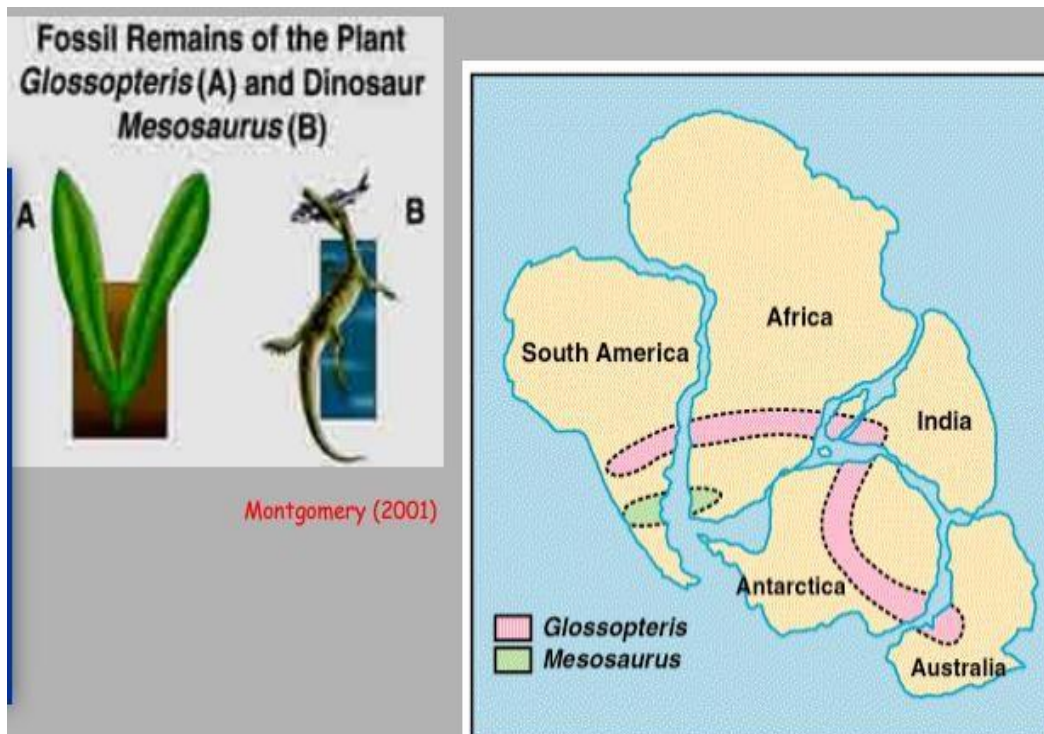 Fossil Remains of the Plant
Glossopteris (A) and Dinosaur
Mesosaurus (B)
A
B
Montgomery (2001)
Africa
South America
India
Antarctica
Australia
Glossopteris
Mesosaurus